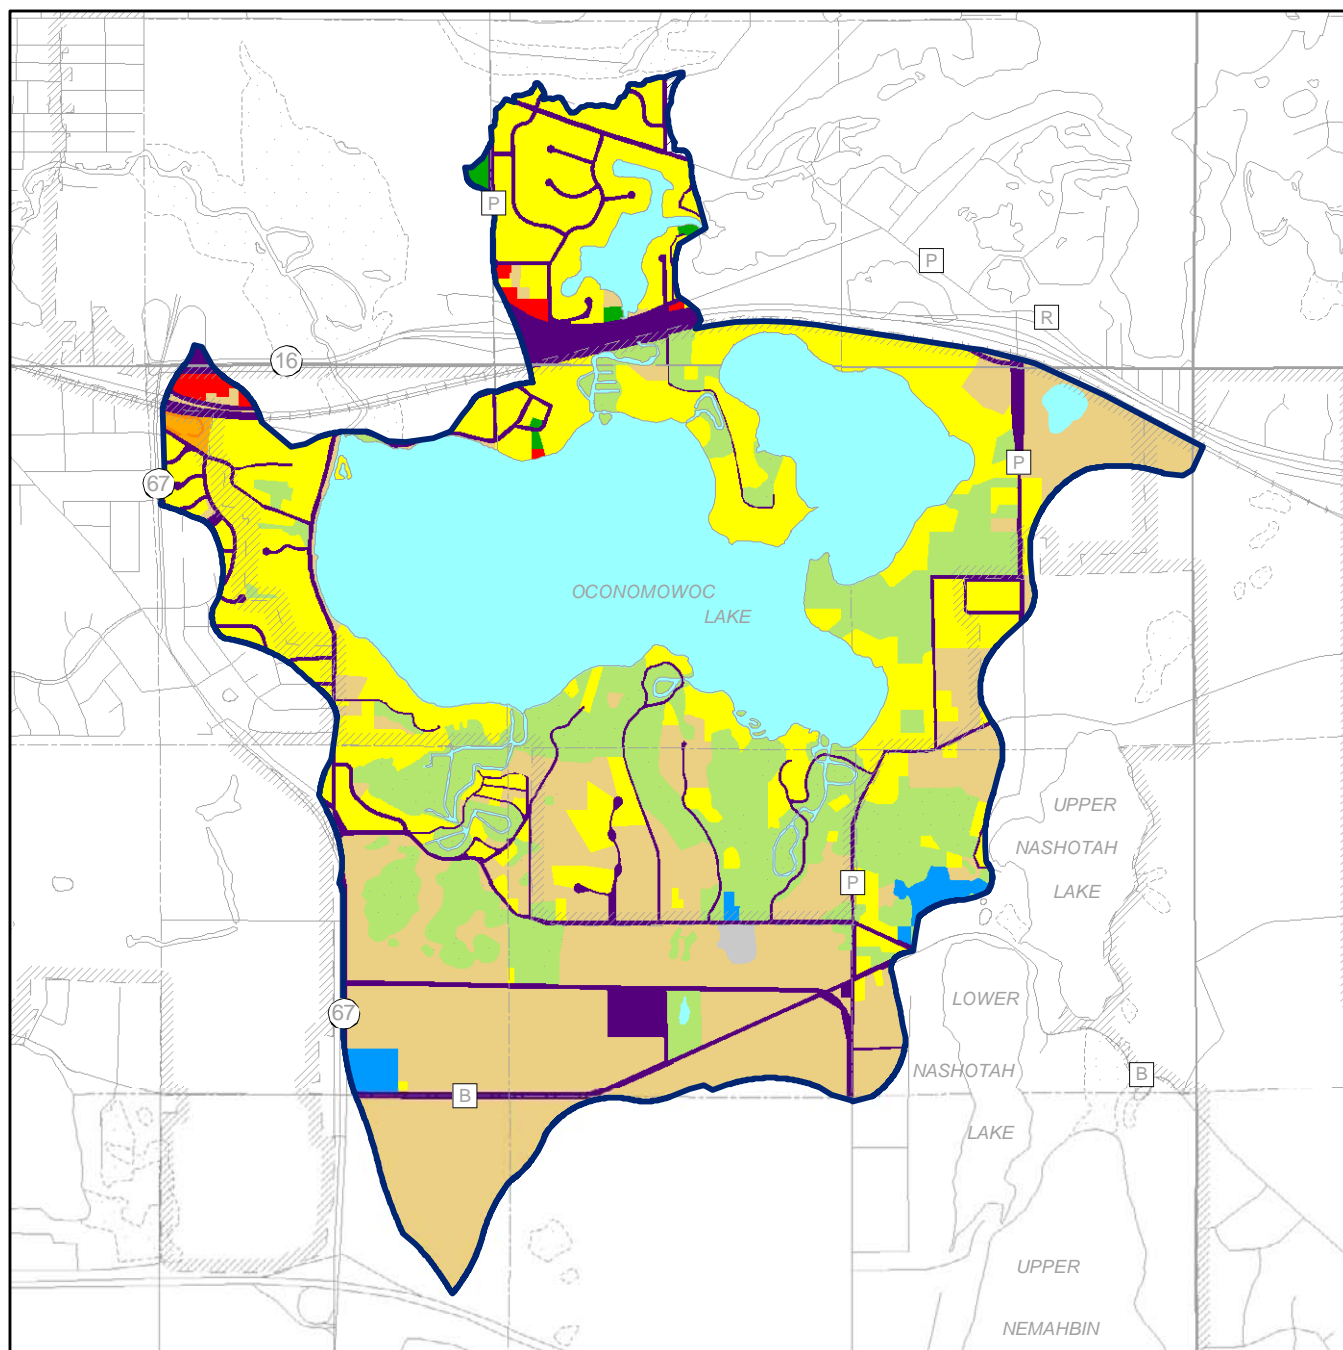 P
P
R
16
P
67
OCONOMOWOC
LAKE
UPPER
NASHOTAH
LAKE
P
LOWER
67
NASHOTAH
B
B
LAKE
UPPER
NEMAHBIN